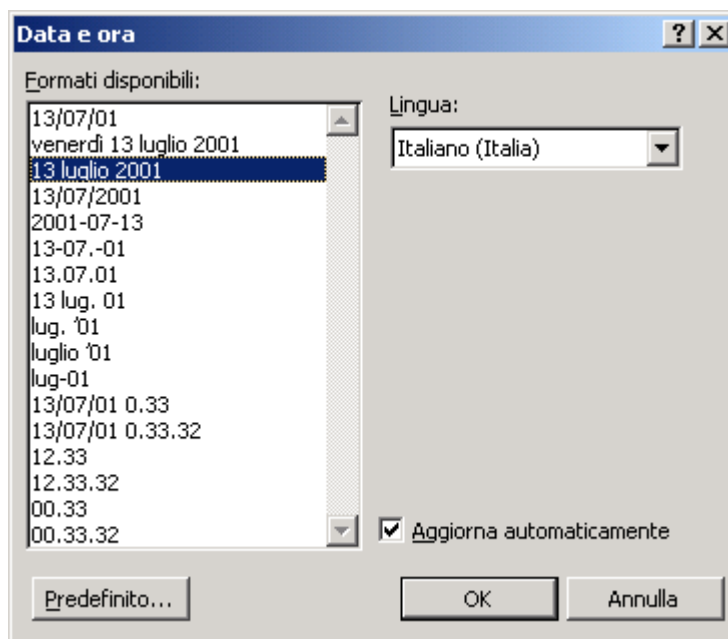 Data e ora
Formati disponibili:
13/07/01
venerdì 13 luglio 2001
13 luglio 2001
13/07/2001
2001-07-13
13-07.-01
13.07.01
13 lug. 01
lug. '01
luglio '01
lug-01
13/07/01 0.33
13/07/01 0.33.32
12.33
12.33.32
00.33
00.33.32
Lingua:
Italiano (Italia)
Aggiorna automaticamente
Predefinito...
OK
Annulla